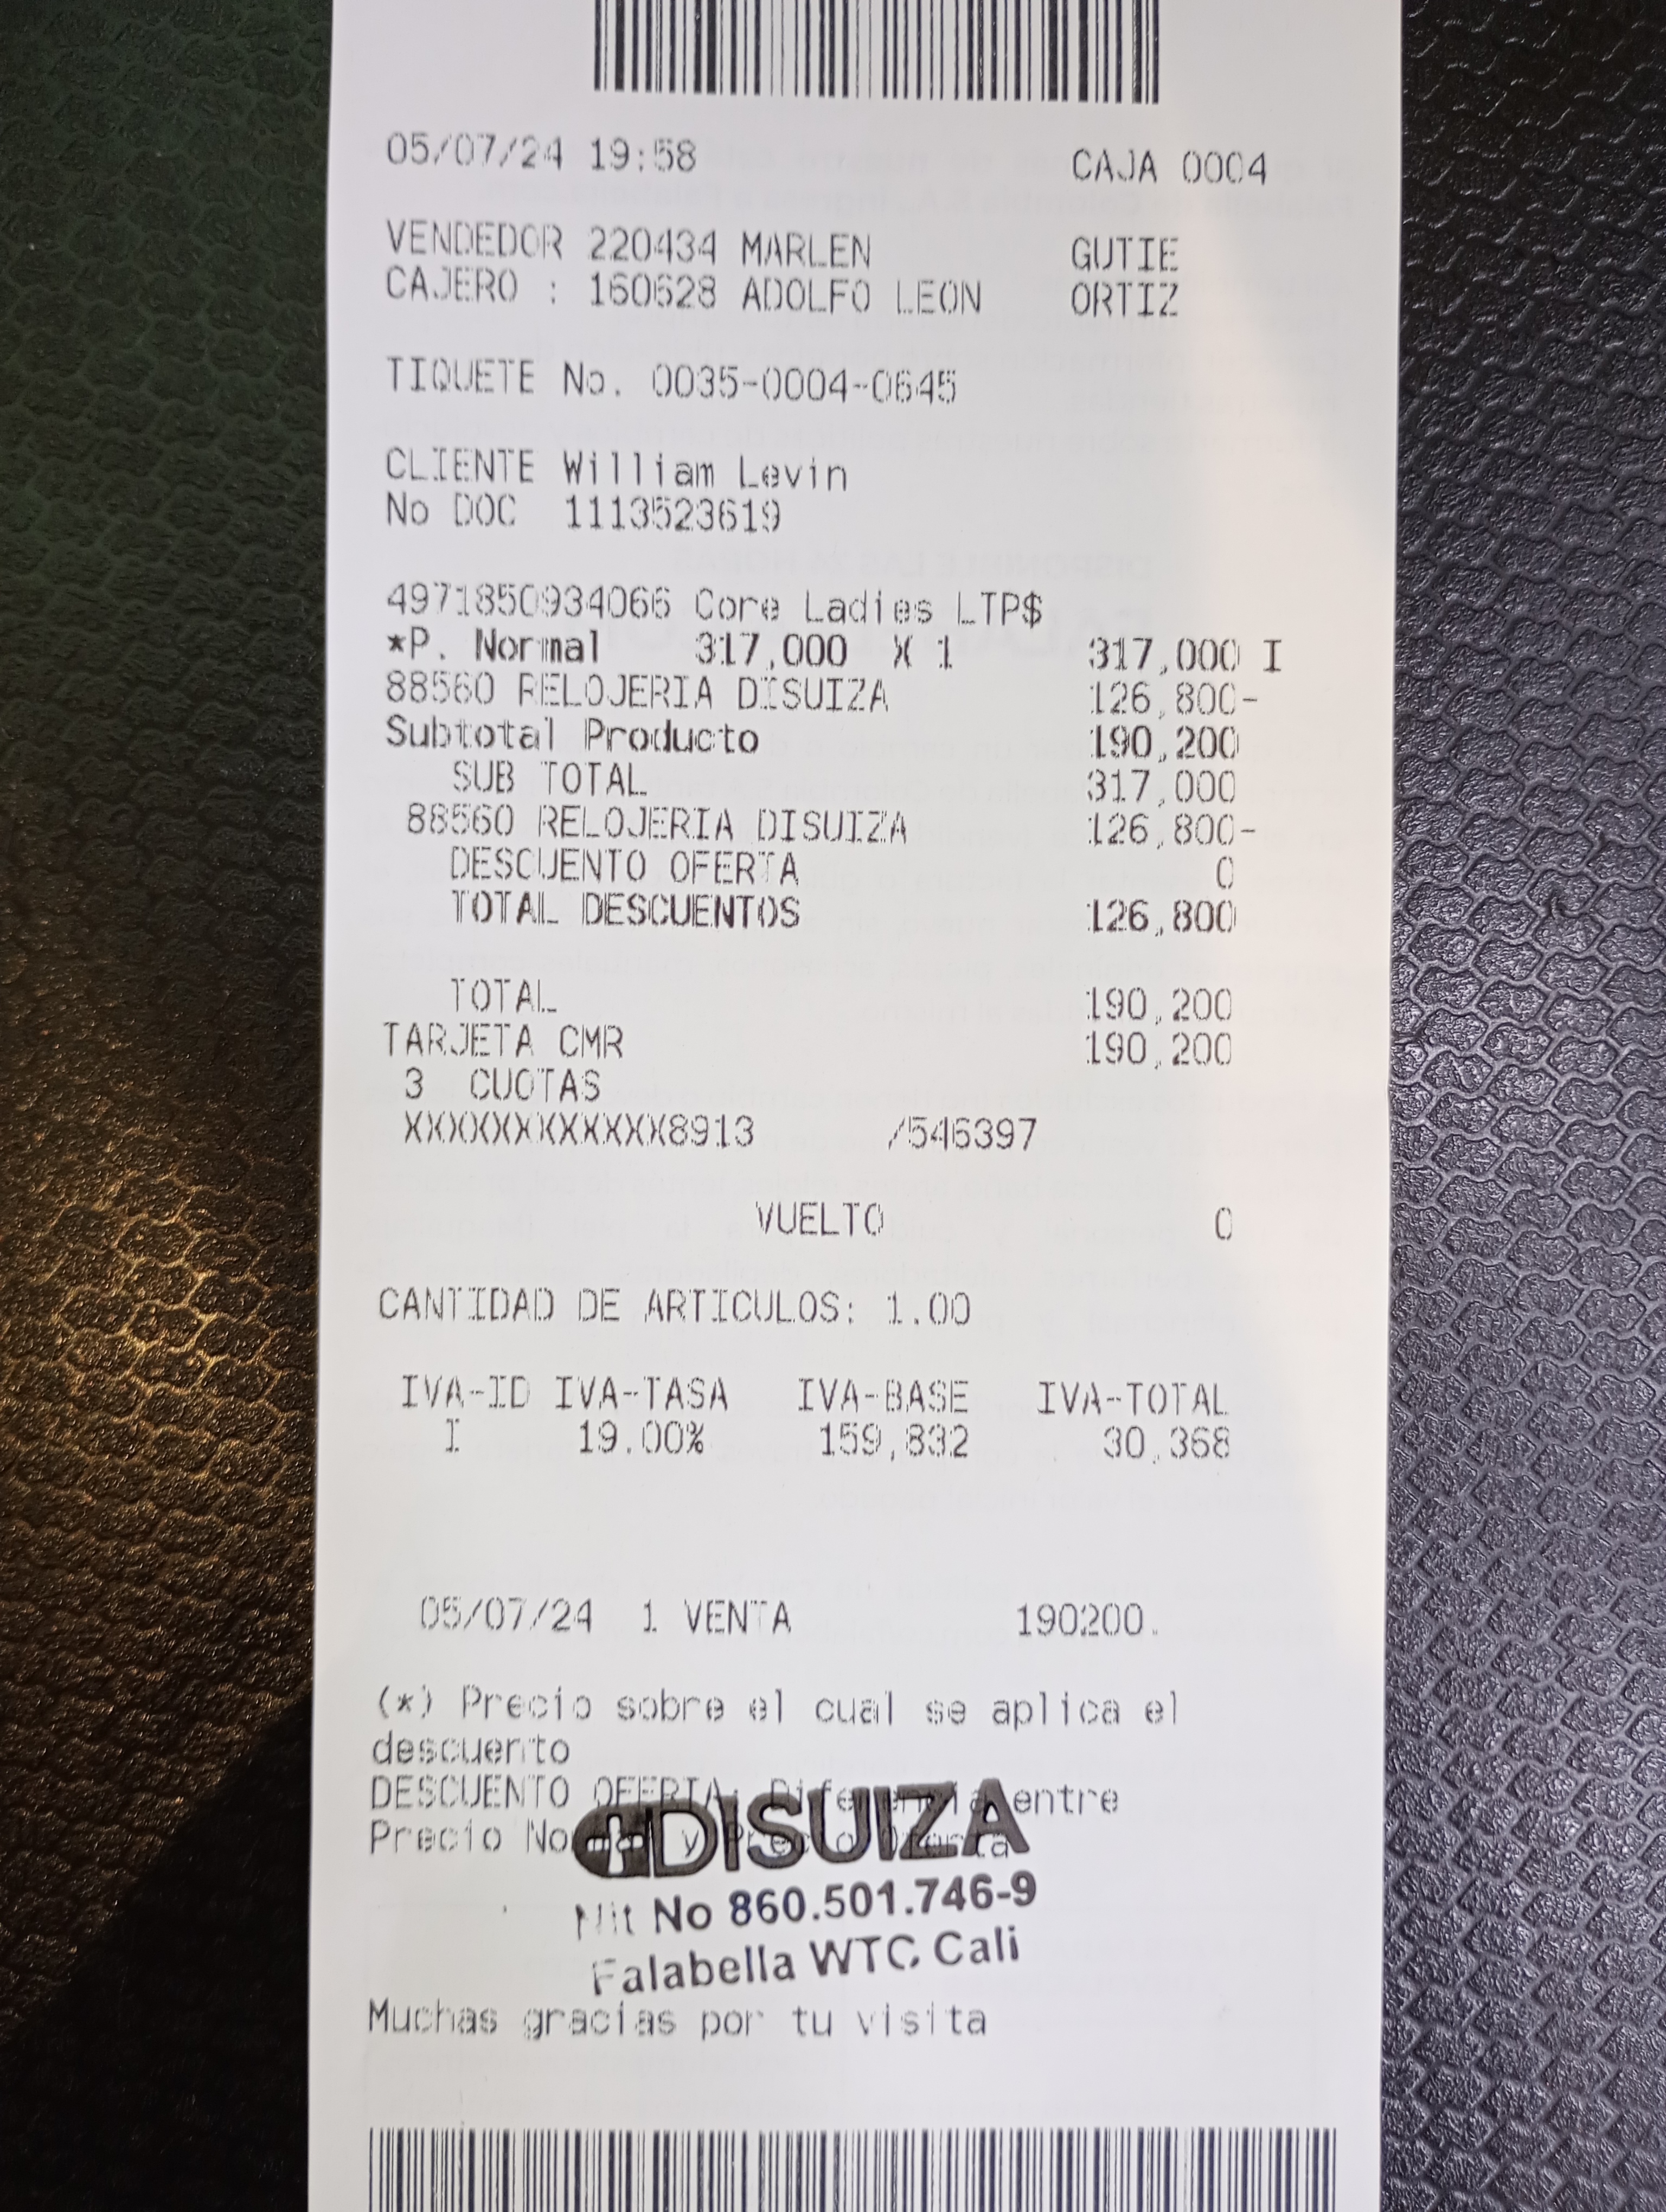 05/07/24 19:58 CAJA 0004
VENDEDOR 220434 MARLEN GUTIE
CAJERO : 160628 ADOLFO LEON ORTIZ
TIQUETE No. 0035-0004-0645
CLIENTE William Levin
No DOC 1113523619
4971850934066 Core Ladies LTP$
*P. Normal 317,000 X 1 317,000 I
88560 RELOJERIA DISUIZA 126,800-
Subtotal Producto 190,200
SUB TOTAL 317,000
88560 RELOJERIA DISUIZA 126,800-
DESCUENTO OFERTA 0
TOTAL DESCUENTOS 126,800
TOTAL 190,200
TARJETA CMR 190,200
3 CUOTAS
XXXXXXXXXXXX8913 /546397
VUELTO 0
CANTIDAD DE ARTICULOS: 1.00
IVA-ID IVA-TASA IVA-BASE IVA-TOTAL
I 19.00% 159,832 30,368
05/07/24 1 VENTA 190200.
(*) Precio sobre el cual se aplica el
descuento
DESCUENTO OFERTA: Diferencia entre
Precio Normal y Precio Oferta
DISUIZA
Nit No 860.501.746-9
Falabella WTC Cali
Muchas gracias por tu visita